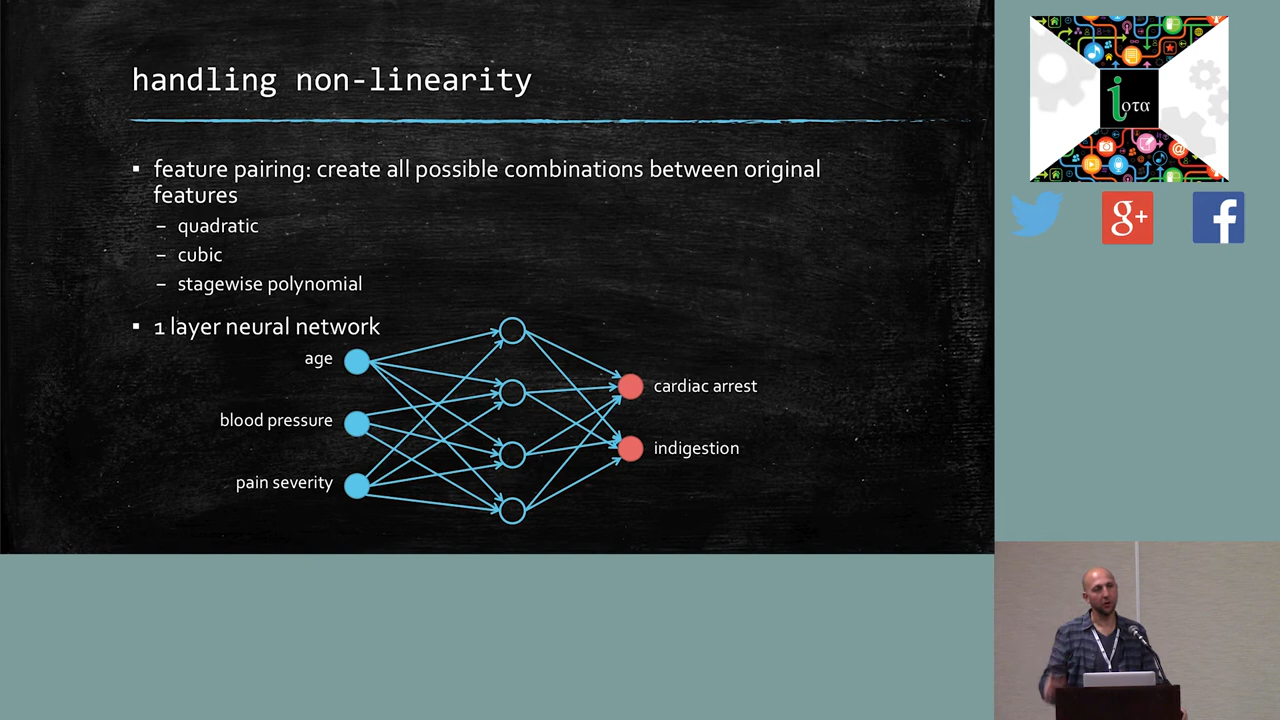 handling non-linearity
▪ feature pairing: create all possible combinations between original
features
– quadratic
– cubic
– stagewise polynomial
▪ 1 layer neural network
age
blood pressure
pain severity
cardiac arrest
indigestion
iοτα
g+
f
@